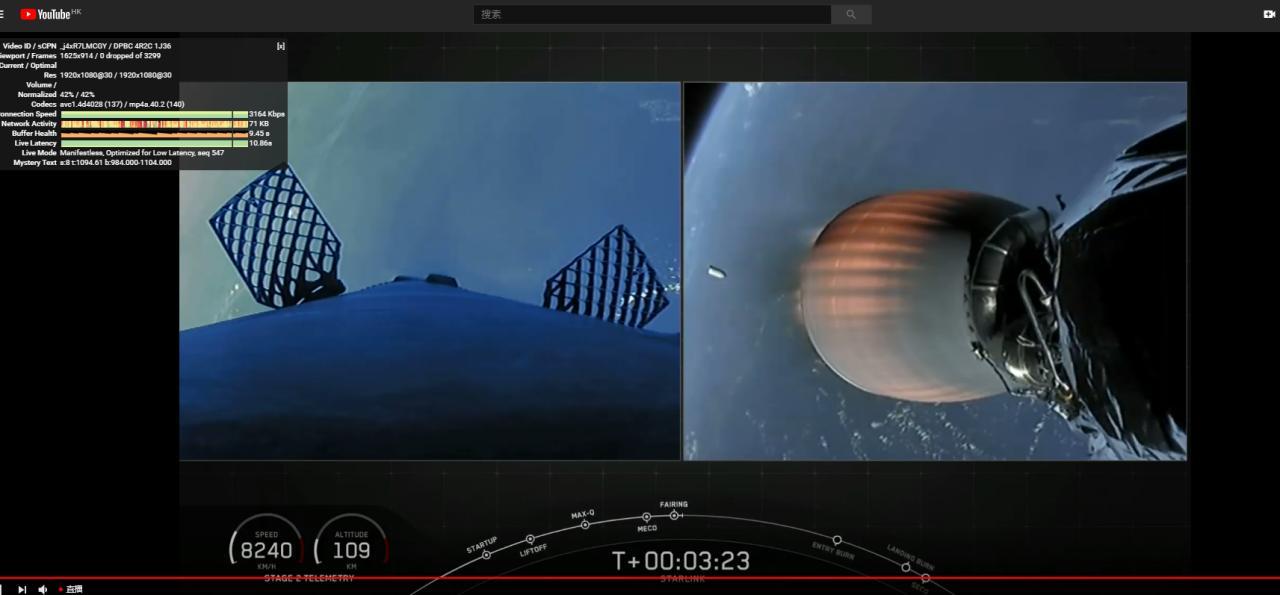 YouTube HK
搜索
Video ID / sCPN _j4xR7LMCGY / DPBC 4R2C 1J36 [x]
ewport / Frames 1625x914 / 0 dropped of 3299
Current / Optimal
Res 1920x1080@30 / 1920x1080@30
Volume /
Normalized 42% / 42%
Codecs avc1.4d4028 (137) / mp4a.40.2 (140)
onnection Speed 3164 Kbps
Network Activity 71 KB
Buffer Health 9.45 s
Live Latency 10.86s
Live Mode Manifestless, Optimized for Low Latency, seq 547
Mystery Text s:8 t:1094.61 b:984.000-1104.000
STARTUP
LIFTOFF
MAX-Q
MECO
FAIRING
ENTRY BURN
LANDING BURN
SECO
SPEED
8240
KM/H
ALTITUDE
109
KM
STAGE 2 TELEMETRY
T+00:03:23
STARLINK
直播